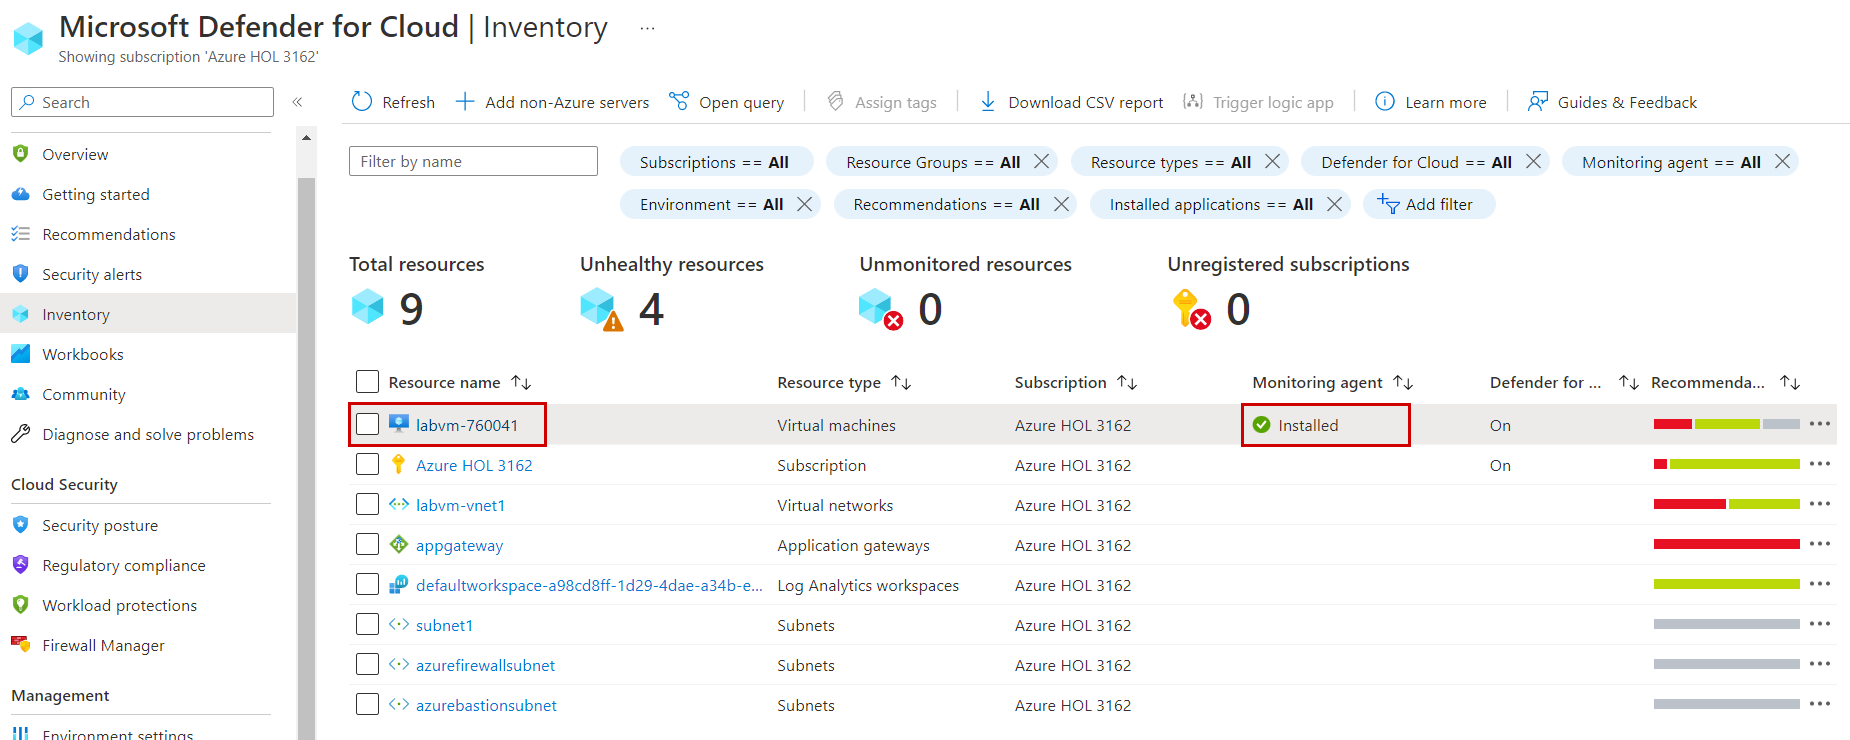 Microsoft Defender for Cloud | Inventory ...
Showing subscription 'Azure HOL 3162'
Search
«
Refresh
Add non-Azure servers
Open query
Assign tags
Download CSV report
Trigger logic app
Learn more
Guides & Feedback
Overview
Getting started
Recommendations
Security alerts
Inventory
Workbooks
Community
Diagnose and solve problems
Cloud Security
Security posture
Regulatory compliance
Workload protections
Firewall Manager
Management
Environment settings
Filter by name
Subscriptions == All
Resource Groups == All
Resource types == All
Defender for Cloud == All
Monitoring agent == All
Environment == All
Recommendations == All
Installed applications == All
Add filter
Total resources
9
Unhealthy resources
4
Unmonitored resources
0
Unregistered subscriptions
0
Resource name Resource type Subscription Monitoring agent Defender for ... Recommenda...
labvm-760041 Virtual machines Azure HOL 3162 Installed On
Azure HOL 3162 Subscription Azure HOL 3162 On
labvm-vnet1 Virtual networks Azure HOL 3162
appgateway Application gateways Azure HOL 3162
defaultworkspace-a98cd8ff-1d29-4dae-a34b-e... Log Analytics workspaces Azure HOL 3162
subnet1 Subnets Azure HOL 3162
azurefirewallsubnet Subnets Azure HOL 3162
azurebastionsubnet Subnets Azure HOL 3162